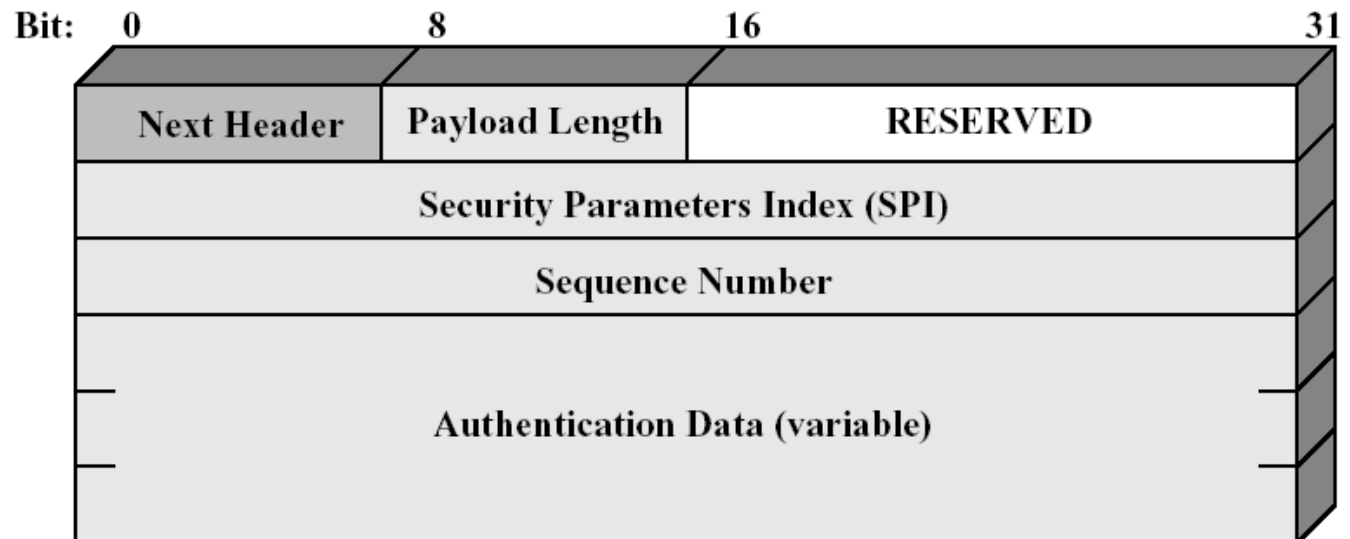 Bit: 0 8 16 31
Next Header Payload Length RESERVED
Security Parameters Index (SPI)
Sequence Number
Authentication Data (variable)